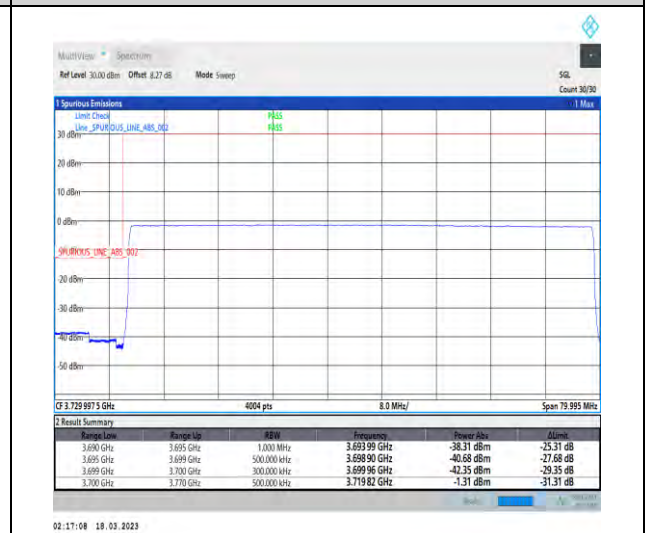 MultiView Spectrum
Ref Level 30.00 dBm Offset 8.27 dB Mode Sweep SGL
Count 30/30
1 Spurious Emissions 1 Max
Limit Check PASS
Line _SPURIOUS_LINE_ABS_002 PASS
30 dBm
20 dBm
10 dBm
0 dBm
_SPURIOUS_LINE_ABS_002
-20 dBm
-30 dBm
-40 dBm
-50 dBm
CF 3.729 997 5 GHz 4004 pts 8.0 MHz/ Span 79.995 MHz
2 Result Summary
Range Low Range Up RBW Frequency Power Abs ΔLimit
3.690 GHz 3.695 GHz 1.000 MHz 3.693 99 GHz -38.31 dBm -25.31 dB
3.695 GHz 3.699 GHz 500.000 kHz 3.698 90 GHz -40.68 dBm -27.68 dB
3.699 GHz 3.700 GHz 300.000 kHz 3.699 96 GHz -42.35 dBm -29.35 dB
3.700 GHz 3.770 GHz 500.000 kHz 3.719 82 GHz -1.31 dBm -31.31 dB
Ready
02:17:08 18.03.2023